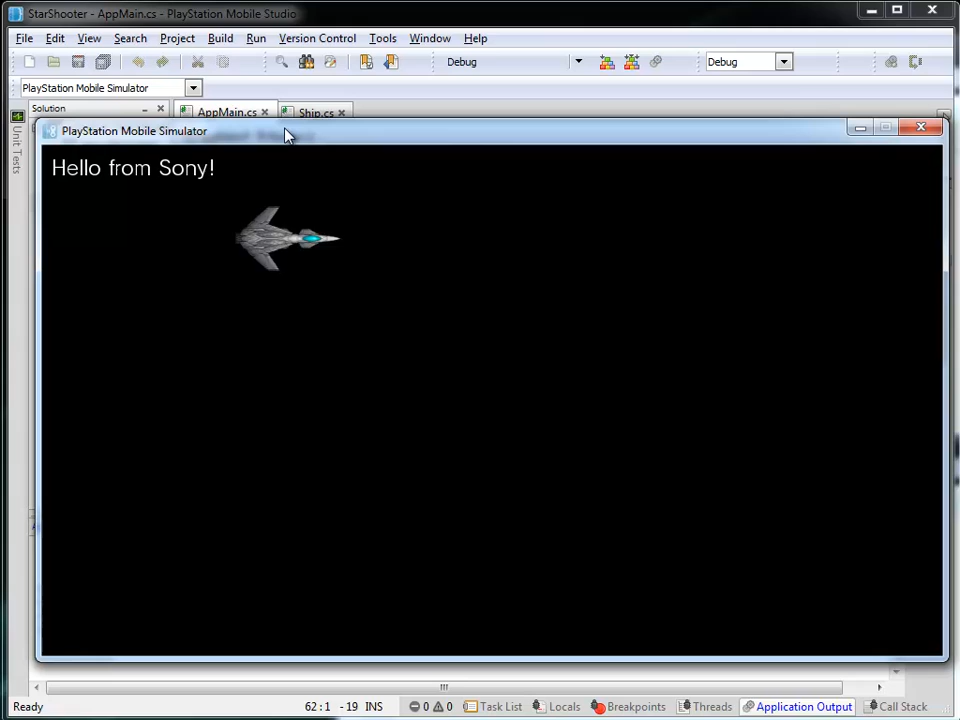 StarShooter - AppMain.cs - PlayStation Mobile Studio
File Edit View Search Project Build Run Version Control Tools Window Help
Debug Debug
PlayStation Mobile Simulator
Solution AppMain.cs Ship.cs
PlayStation Mobile Simulator
Unit Tests
Hello from Sony!
Ready 62:1 - 19 INS 0 0 Task List Locals Breakpoints Threads Application Output Call Stack